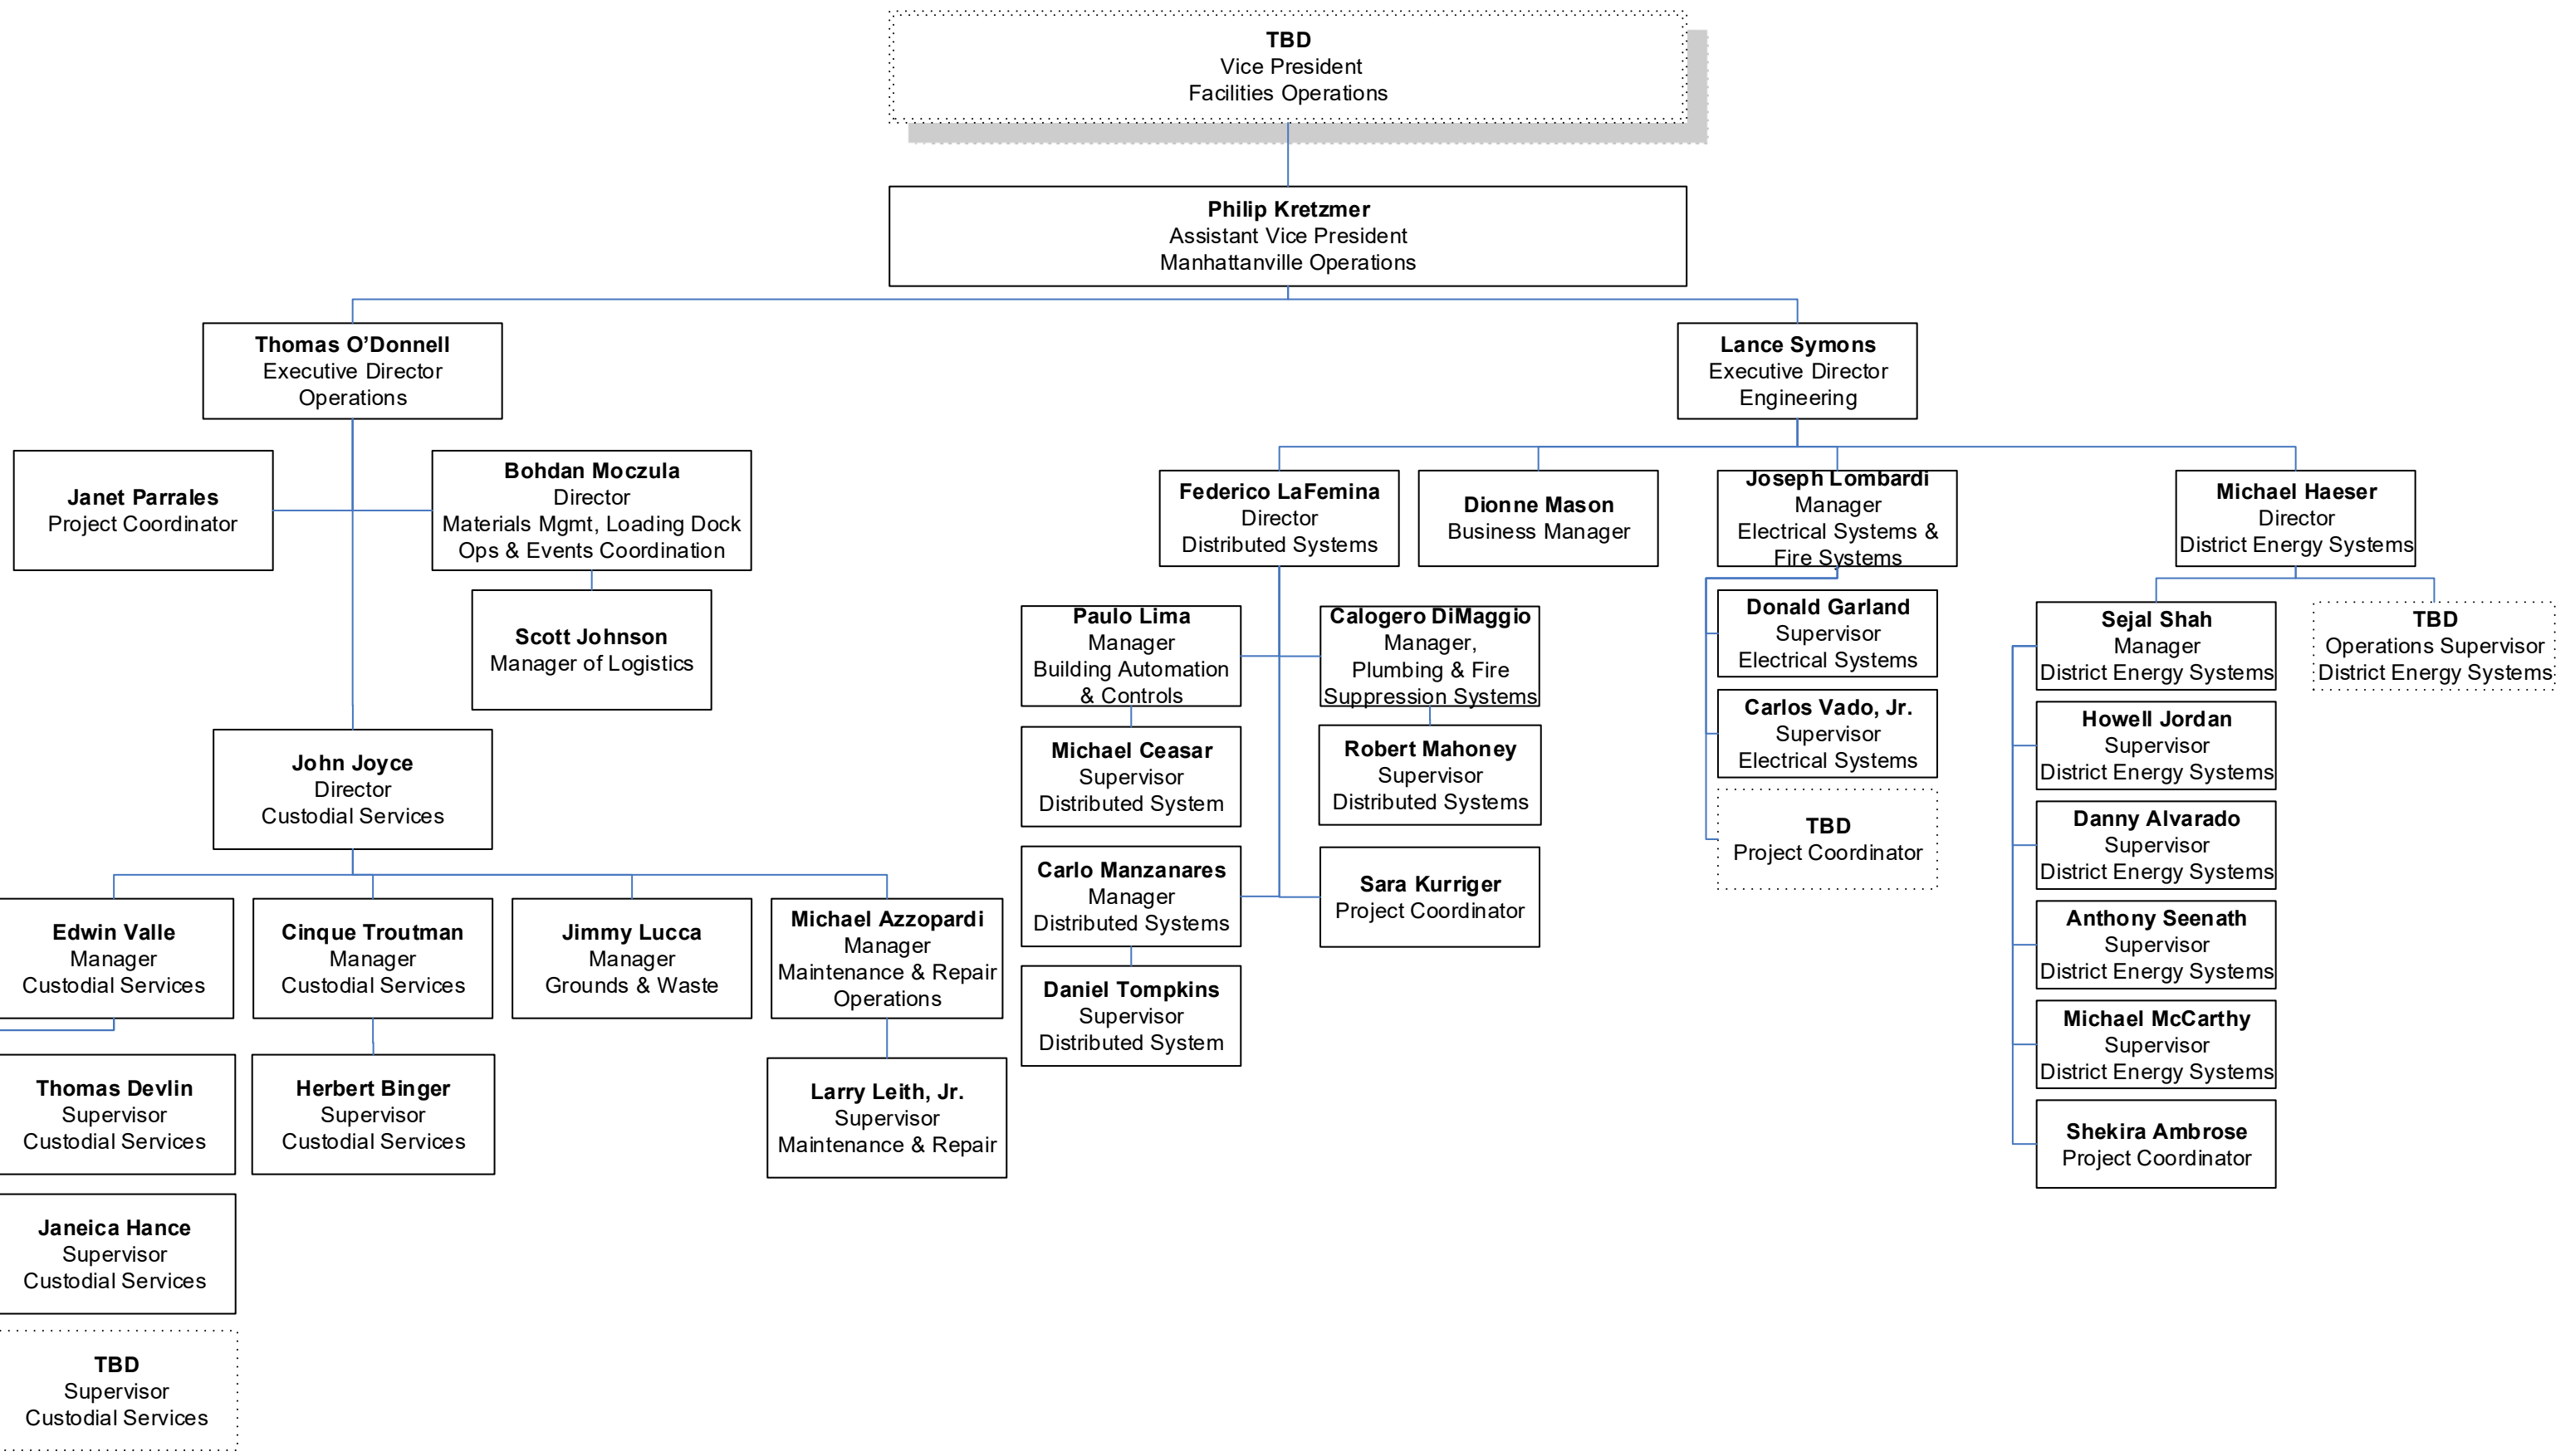 TBD
Vice President
Facilities Operations
Philip Kretzmer
Assistant Vice President
Manhattanville Operations
Thomas O’Donnell
Executive Director
Operations
Lance Symons
Executive Director
Engineering
Janet Parrales
Project Coordinator
Bohdan Moczula
Director
Materials Mgmt, Loading Dock
Ops & Events Coordination
Scott Johnson
Manager of Logistics
John Joyce
Director
Custodial Services
Edwin Valle
Manager
Custodial Services
Thomas Devlin
Supervisor
Custodial Services
Janeica Hance
Supervisor
Custodial Services
TBD
Supervisor
Custodial Services
Cinque Troutman
Manager
Custodial Services
Herbert Binger
Supervisor
Custodial Services
Jimmy Lucca
Manager
Grounds & Waste
Michael Azzopardi
Manager
Maintenance & Repair
Operations
Larry Leith, Jr.
Supervisor
Maintenance & Repair
Federico LaFemina
Director
Distributed Systems
Paulo Lima
Manager
Building Automation
& Controls
Michael Ceasar
Supervisor
Distributed System
Carlo Manzanares
Manager
Distributed Systems
Daniel Tompkins
Supervisor
Distributed System
Calogero DiMaggio
Manager,
Plumbing & Fire
Suppression Systems
Robert Mahoney
Supervisor
Distributed Systems
Sara Kurriger
Project Coordinator
Dionne Mason
Business Manager
Joseph Lombardi
Manager
Electrical Systems &
Fire Systems
Donald Garland
Supervisor
Electrical Systems
Carlos Vado, Jr.
Supervisor
Electrical Systems
TBD
Project Coordinator
Michael Haeser
Director
District Energy Systems
Sejal Shah
Manager
District Energy Systems
Howell Jordan
Supervisor
District Energy Systems
Danny Alvarado
Supervisor
District Energy Systems
Anthony Seenath
Supervisor
District Energy Systems
Michael McCarthy
Supervisor
District Energy Systems
Shekira Ambrose
Project Coordinator
TBD
Operations Supervisor
District Energy Systems